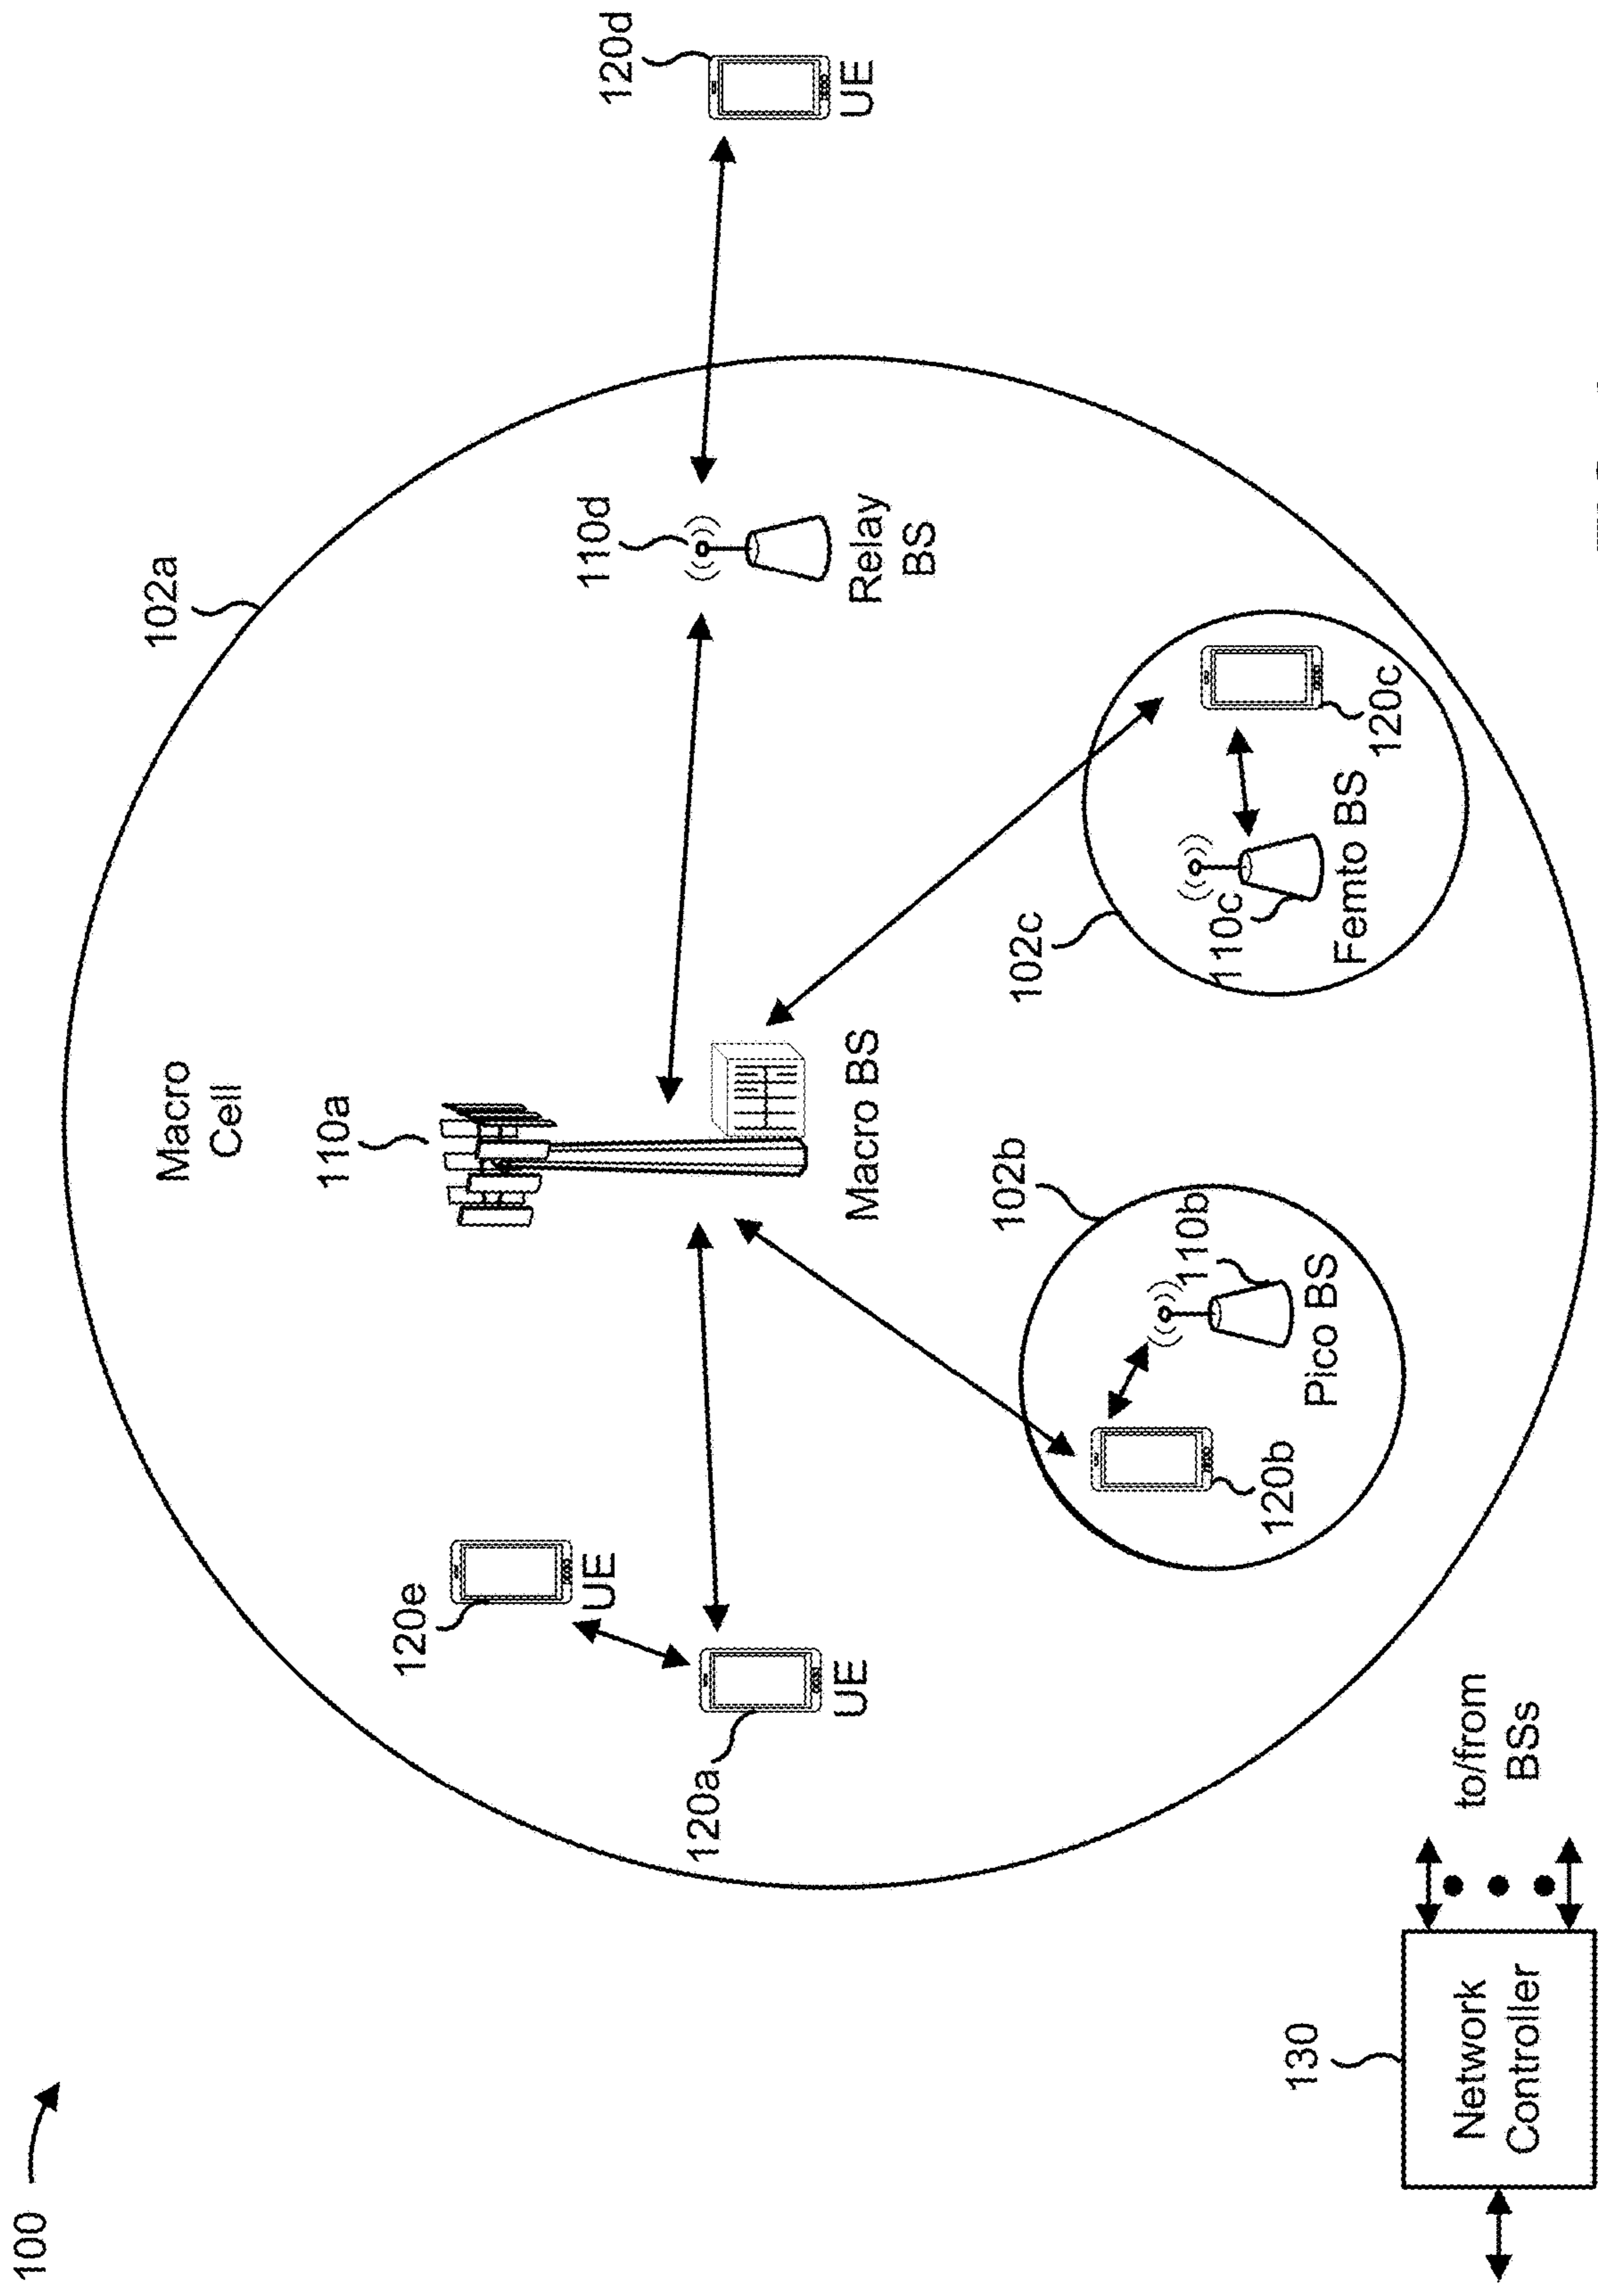 100
102a
Macro
Cell
110a
120d
UE
110d
Relay
BS
120e
UE
120a
UE
Macro BS
102c
110c
Femto BS
120c
102b
110b
Pico BS
120b
130
Network
Controller
to/from
BSs